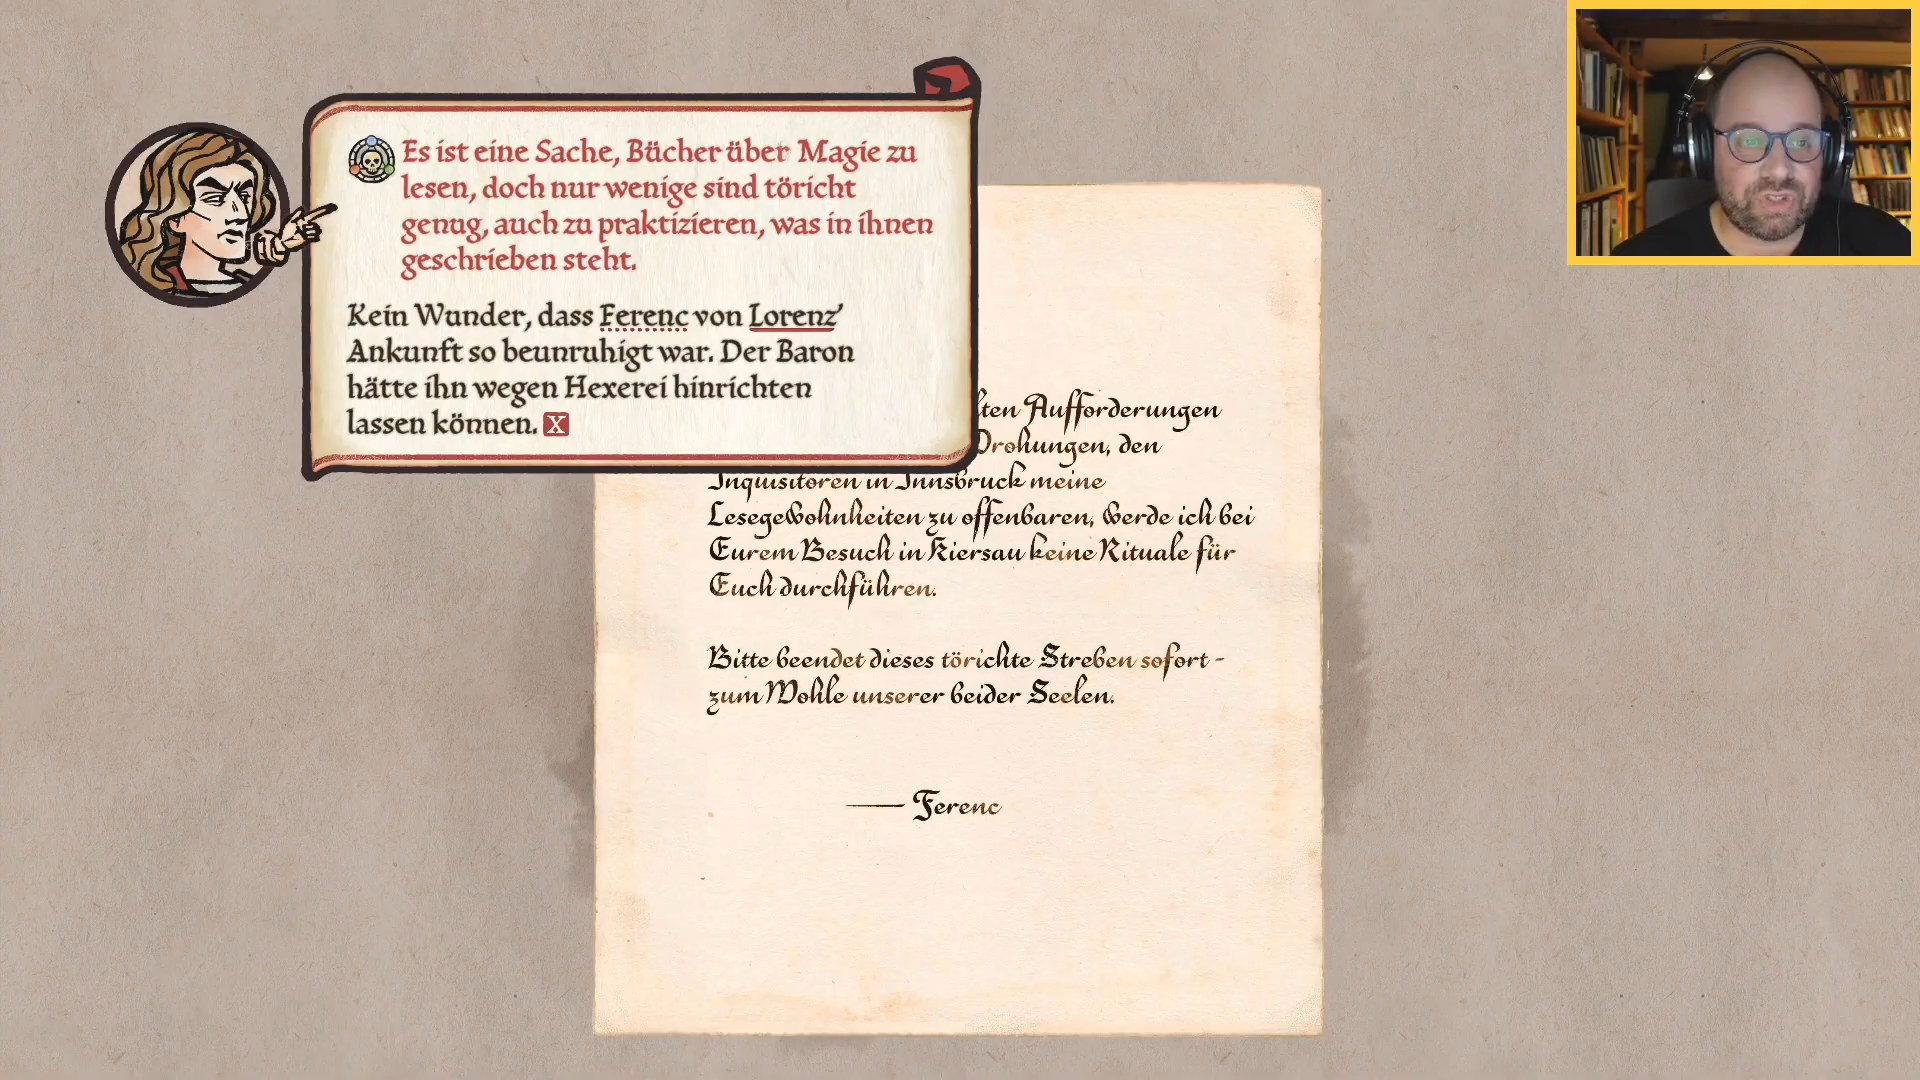 Es ist eine Sache, Bücher über Magie zu
lesen, doch nur wenige sind töricht
genug, auch zu praktizieren, was in ihnen
geschrieben steht.
Kein Wunder, dass Ferenc von Lorenz'
Ankunft so beunruhigt war. Der Baron
hätte ihn wegen Hexerei hinrichten
lassen können. X
Aufforderungen
Drohungen, den
Inquisitoren in Innsbruck meine
Lesegewohnheiten zu offenbaren, werde ich bei
Eurem Besuch in Kiersau keine Rituale für
Euch durchführen.
Bitte beendet dieses törichte Streben sofort -
zum Wohle unserer beider Seelen.
— Ferenc